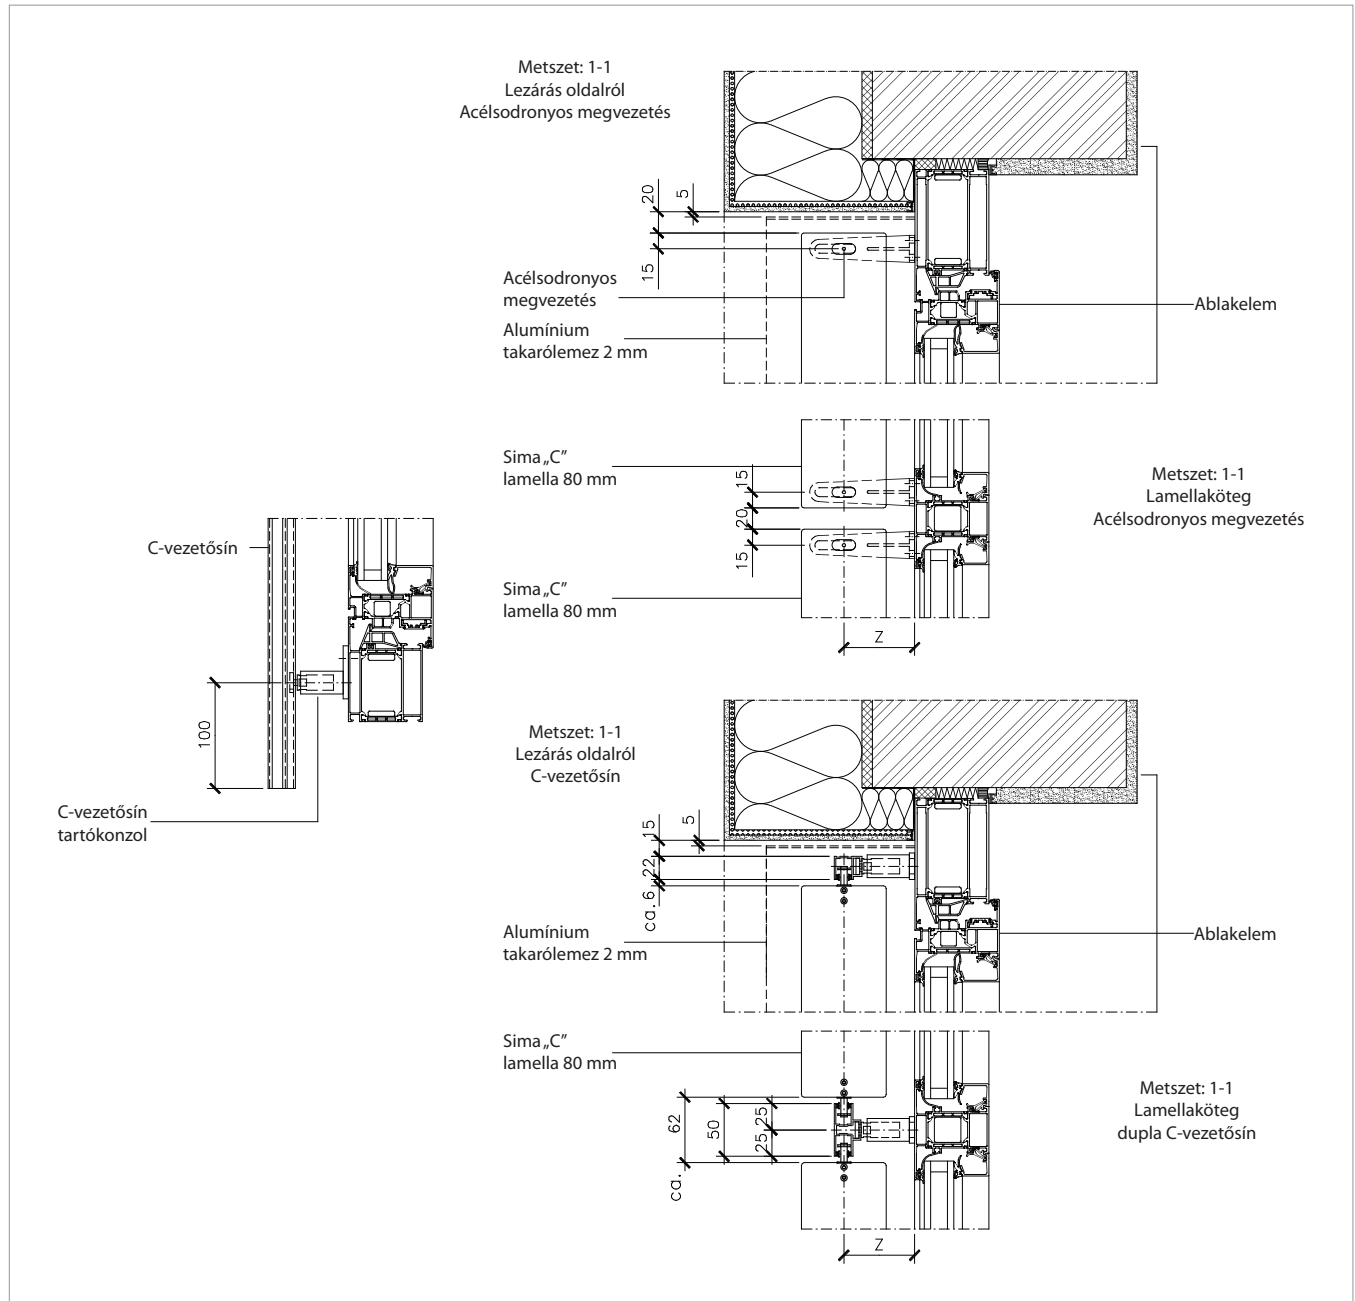 Metszet: 1-1
Lezárás oldalról
Acélsodronyos megvezetés
20
5
15
Acélsodronyos
megvezetés
Alumínium
takarólemez 2 mm
Ablakelem
Sima „C”
lamella 80 mm
15
20
15
Metszet: 1-1
Lamellaköteg
Acélsodronyos megvezetés
Sima „C”
lamella 80 mm
Z
C-vezetősín
100
C-vezetősín
tartókonzol
Metszet: 1-1
Lezárás oldalról
C-vezetősín
15
5
22
ca. 6
Alumínium
takarólemez 2 mm
Ablakelem
Sima „C”
lamella 80 mm
ca. 62
50
25
25
Metszet: 1-1
Lamellaköteg
dupla C-vezetősín
Z